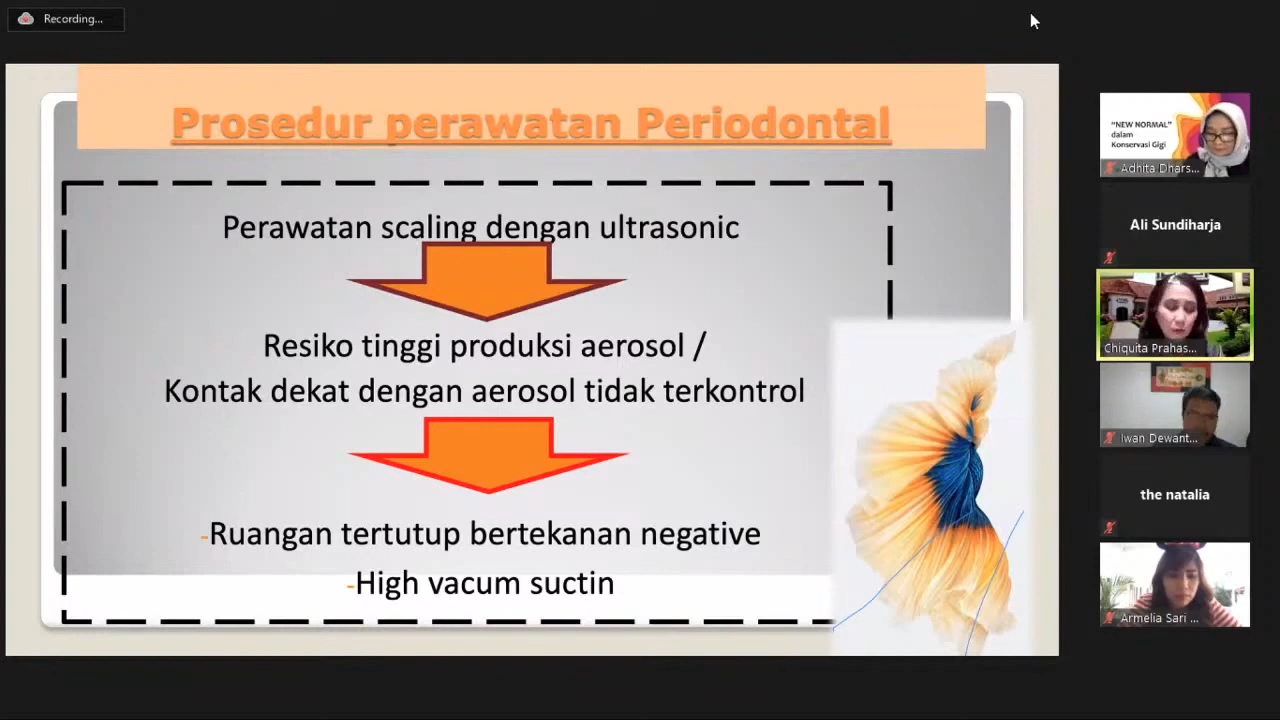 Recording...
Prosedur perawatan Periodontal
Perawatan scaling dengan ultrasonic
Resiko tinggi produksi aerosol /
Kontak dekat dengan aerosol tidak terkontrol
-Ruangan tertutup bertekanan negative
-High vacum suctin
"NEW NORMAL"
dalam
Konservasi Gigi
Adhita Dhars...
Ali Sundiharja
Chiquita Prahas...
Iwan Dewant...
the natalia
Armelia Sari ...